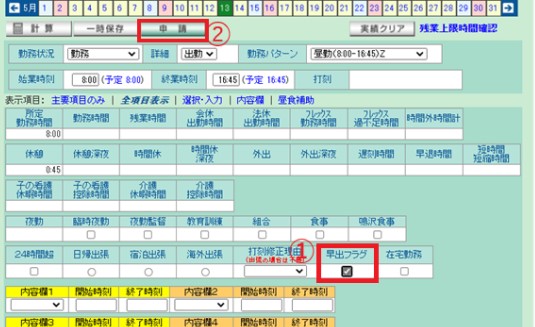 5月 1 2 3 4 5 6 7 8 9 10 11 12 13 14 15 16 17 18 19 20 21 22 23 24 25 26 27 28 29 30 31
計算 一時保存 申請 ② 実績クリア 残業上限時間確認
勤務状況 勤務 詳細 出勤 勤務パターン 昼勤(8:00-16:45)Z
始業時刻 8:00 (予定 8:00) 終業時刻 16:45 (予定 16:45) 打刻
表示項目: 主要項目のみ | 全項目表示 | 選択・入力 | 内容欄 | 昼食補助
所定勤務時間 勤務時間 残業時間 会休出勤時間 法休出勤時間 フレックス勤務時間 フレックス過不足時間 時間外時間計
8:00
休憩 休憩深夜 時間休 時間休深夜 外出 外出深夜 遅刻時間 早退時間 短時間短縮時間
0:45
子の看護休暇時間 子の看護控除時間 介護休暇時間 介護控除時間
夜勤 臨時夜勤 夜勤監督 教育訓練 組合 食事 鳴沢食事
24時間超 日帰出張 宿泊出張 海外出張 打刻修正理由 ① 早出フラグ 在宅勤務
内容欄1 開始時刻 終了時刻 内容欄2 開始時刻 終了時刻
内容欄3 開始時刻 終了時刻 内容欄4 開始時刻 終了時刻